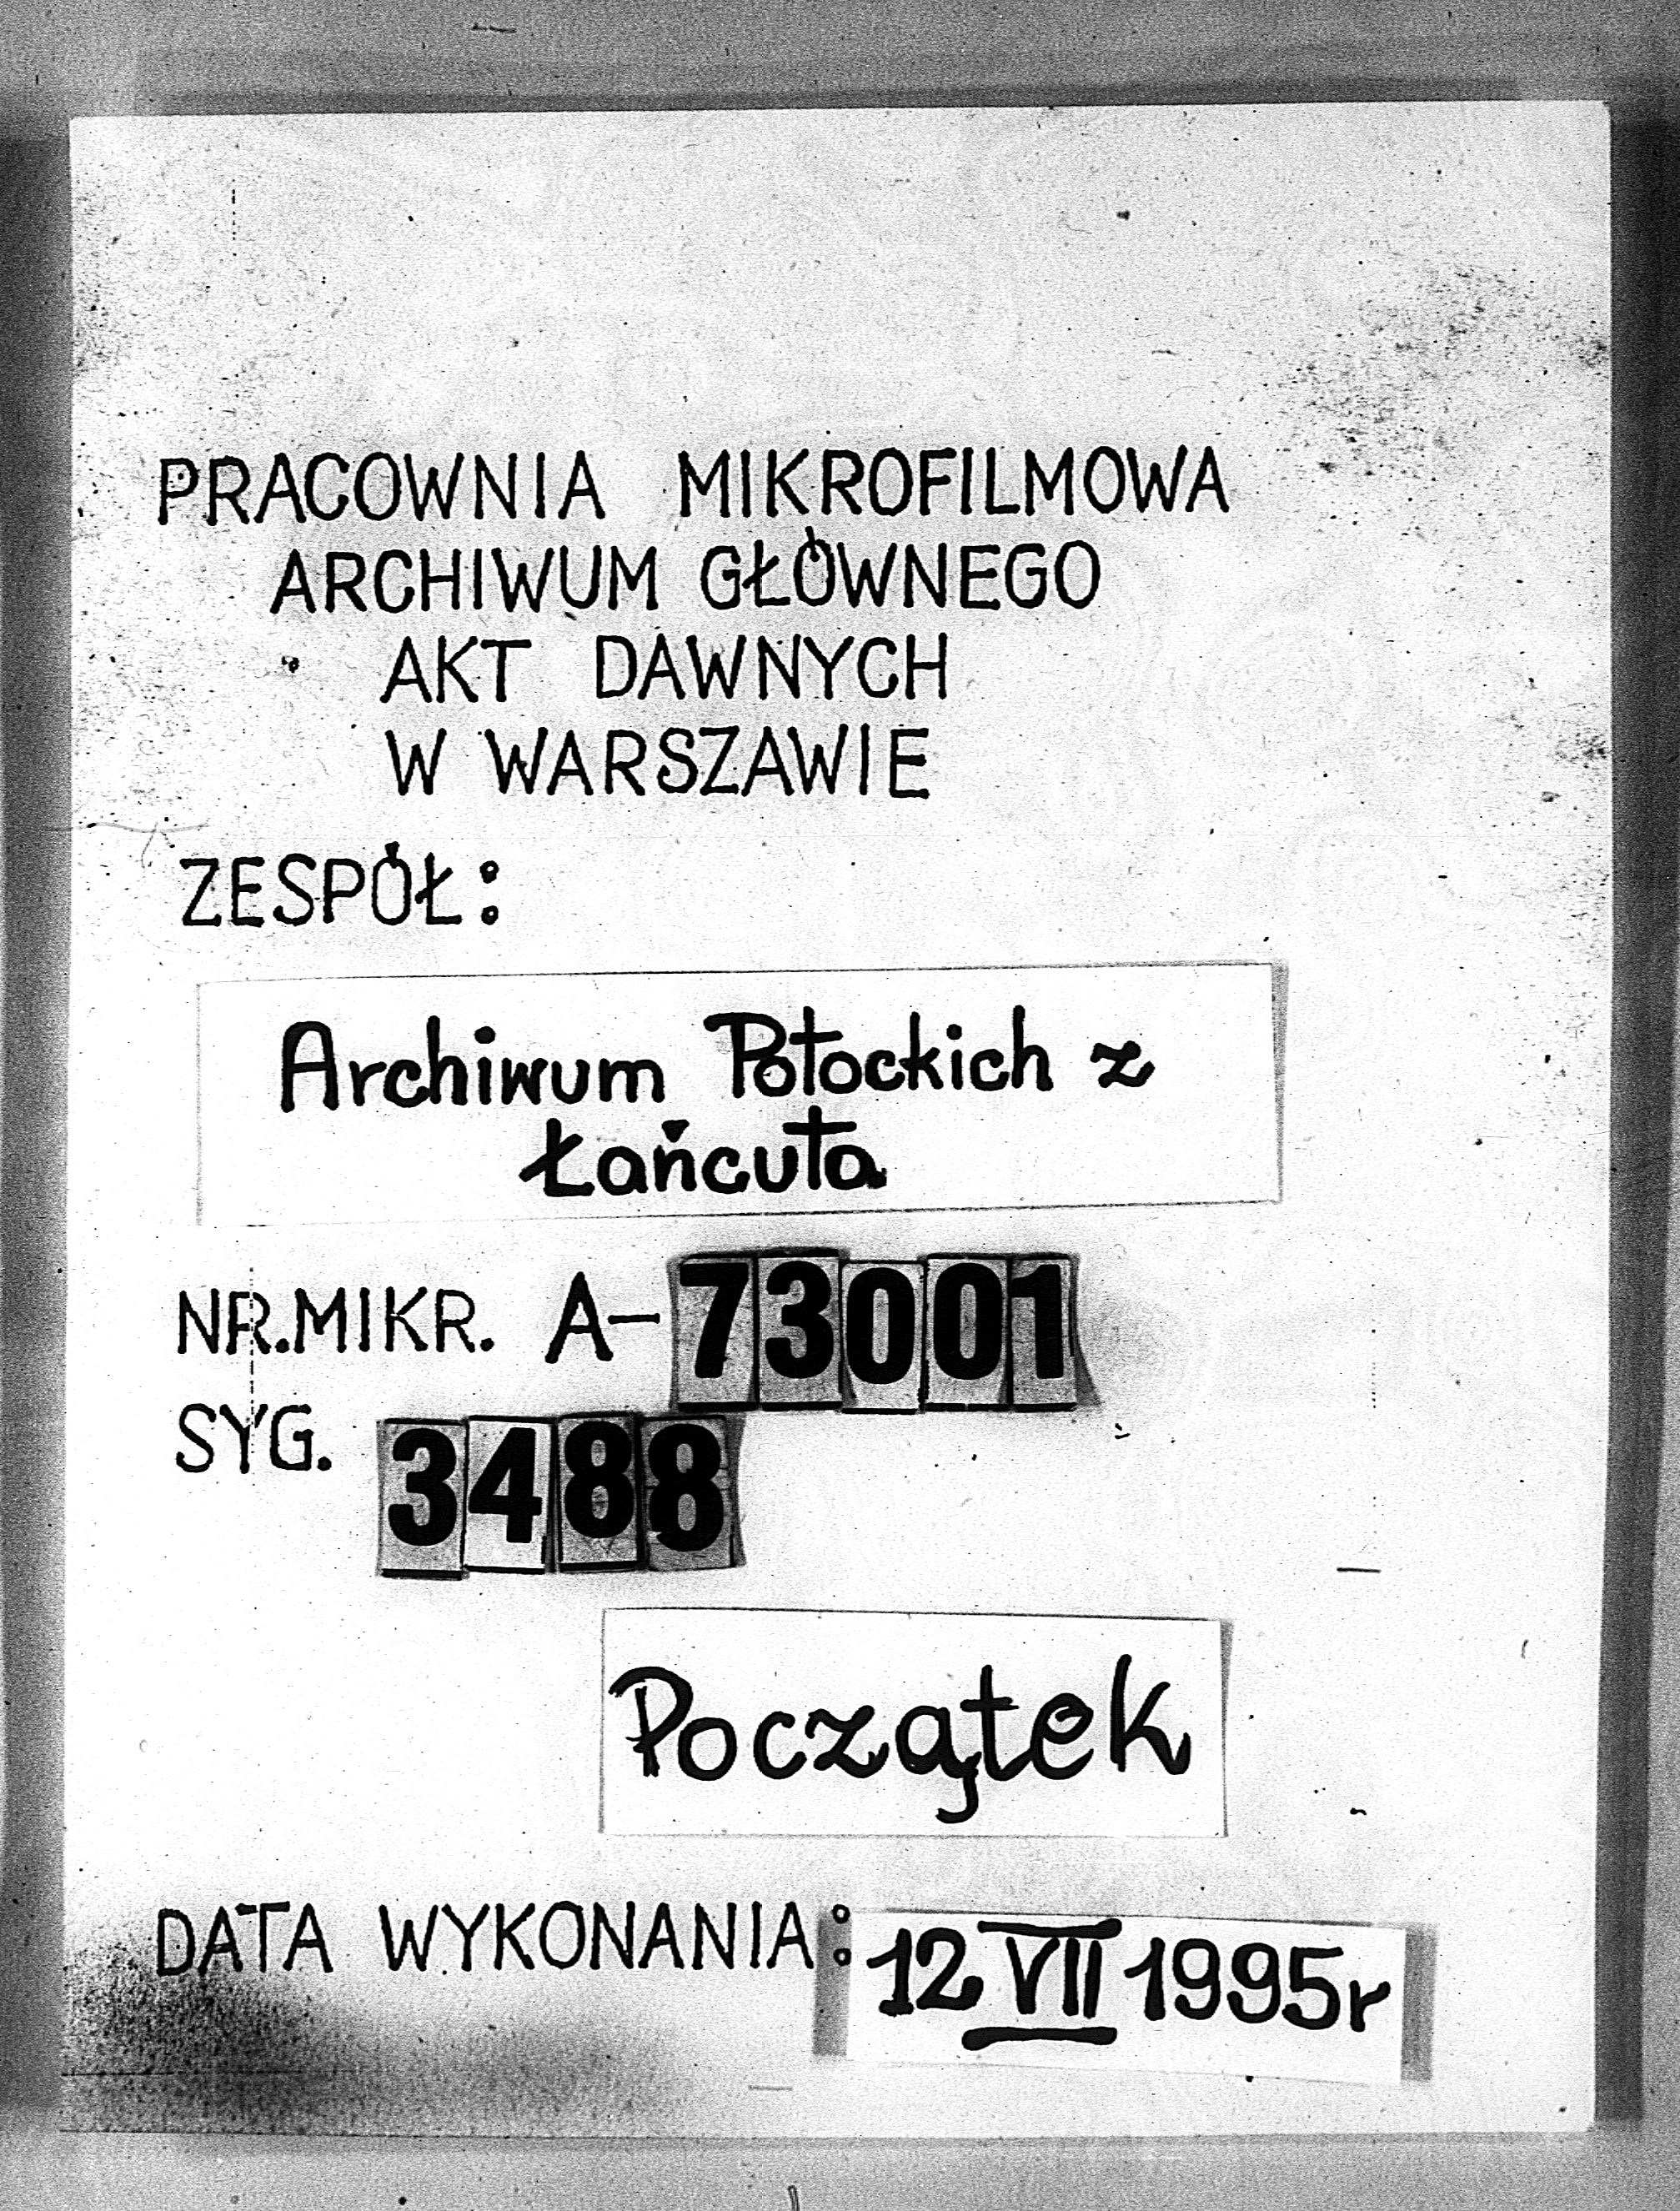 PRACOWNIA MIKROFILMOWA
ARCHIWUM GŁÓWNEGO
AKT DAWNYCH
W WARSZAWIE
ZESPÓŁ:
Archiwum Potockich z
Łańcuta
NR.MIKR. A-73001
SYG. 3488
Początek
DATA WYKONANIA: 12 VII 1995r